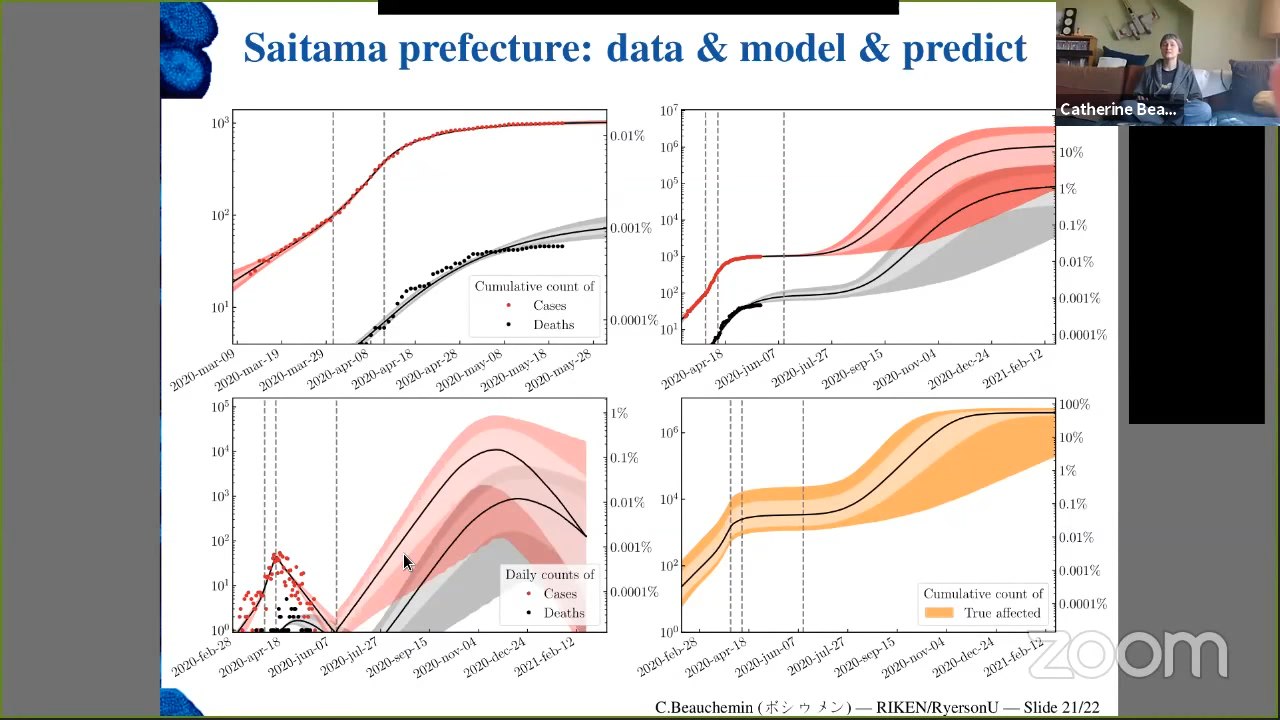 Saitama prefecture: data & model & predict
Catherine Bea...
10³
10²
10¹
0.01%
0.001%
0.0001%
Cumulative count of
Cases
Deaths
2020-mar-09
2020-mar-19
2020-mar-29
2020-apr-08
2020-apr-18
2020-apr-28
2020-may-08
2020-may-18
2020-may-28
10⁷
10⁶
10⁵
10⁴
10³
10²
10¹
10%
1%
0.1%
0.01%
0.001%
0.0001%
2020-apr-18
2020-jun-07
2020-jul-27
2020-sep-15
2020-nov-04
2020-dec-24
2021-feb-12
10⁵
10⁴
10³
10²
10¹
10⁰
1%
0.1%
0.01%
0.001%
0.0001%
Daily counts of
Cases
Deaths
2020-feb-28
2020-apr-18
2020-jun-07
2020-jul-27
2020-sep-15
2020-nov-04
2020-dec-24
2021-feb-12
10⁶
10⁴
10²
10⁰
100%
10%
1%
0.1%
0.01%
0.001%
0.0001%
Cumulative count of
True affected
2020-feb-28
2020-apr-18
2020-jun-07
2020-jul-27
2020-sep-15
2020-nov-04
2020-dec-24
2021-feb-12
zoom
C.Beauchemin (ボシゥメン) — RIKEN/RyersonU — Slide 21/22